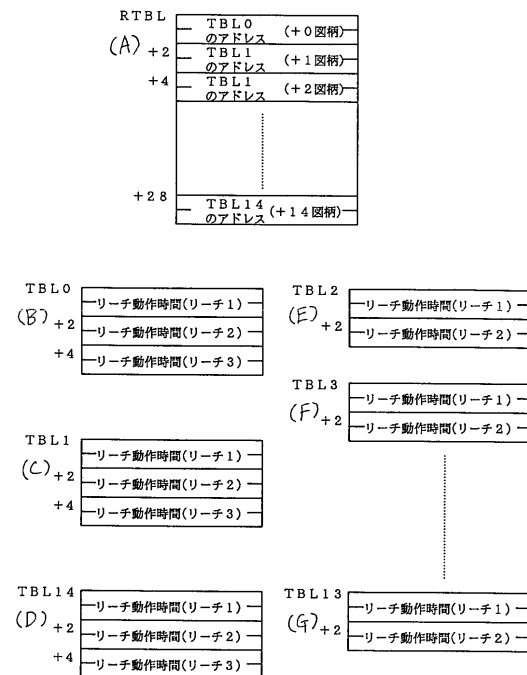 RTBL
TBL0
のアドレス (+0図柄)
(A) +2 TBL1
のアドレス (+1図柄)
+4 TBL1
のアドレス (+2図柄)
+28 TBL14
のアドレス (+14図柄)
TBL0
(B) リーチ動作時間(リーチ1)
+2 リーチ動作時間(リーチ2)
+4 リーチ動作時間(リーチ3)
TBL1
(C) リーチ動作時間(リーチ1)
+2 リーチ動作時間(リーチ2)
+4 リーチ動作時間(リーチ3)
TBL14
(D) リーチ動作時間(リーチ1)
+2 リーチ動作時間(リーチ2)
+4 リーチ動作時間(リーチ3)
TBL2
(E) リーチ動作時間(リーチ1)
+2 リーチ動作時間(リーチ2)
TBL3
(F) リーチ動作時間(リーチ1)
+2 リーチ動作時間(リーチ2)
TBL13
(G) リーチ動作時間(リーチ1)
+2 リーチ動作時間(リーチ2)